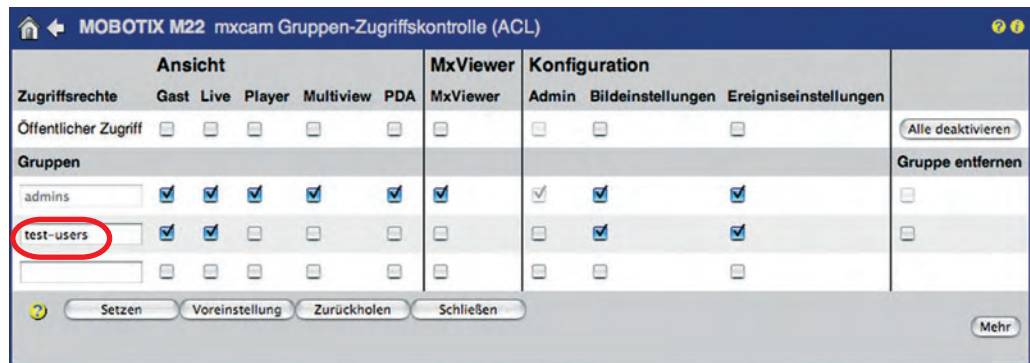 MOBOTIX M22 mxcam Gruppen-Zugriffskontrolle (ACL)
Ansicht MxViewer Konfiguration
Zugriffsrechte Gast Live Player Multiview PDA MxViewer Admin Bildeinstellungen Ereigniseinstellungen
Öffentlicher Zugriff Alle deaktivieren
Gruppen Gruppe entfernen
admins
test-users
Setzen Voreinstellung Zurückholen Schließen
Mehr